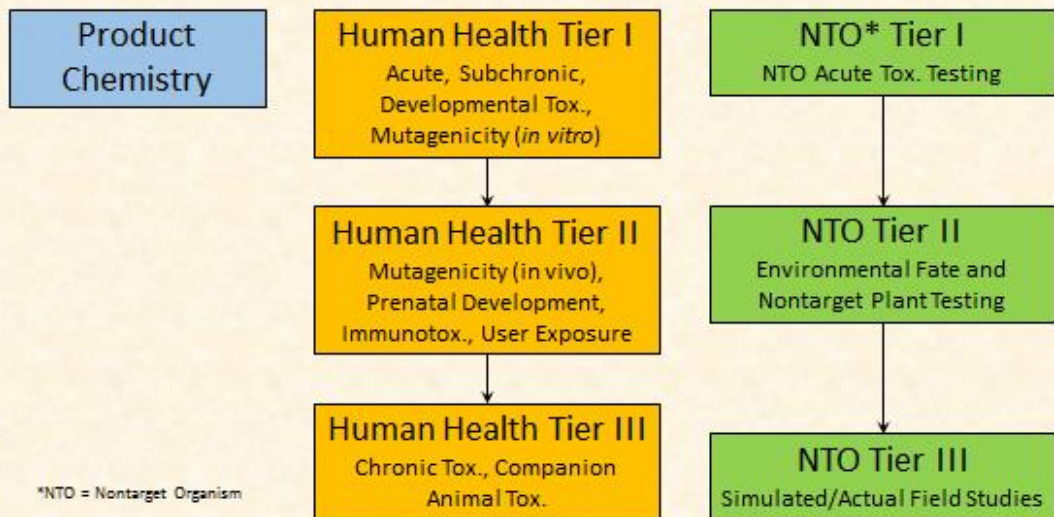 Product
Chemistry
Human Health Tier I
Acute, Subchronic,
Developmental Tox.,
Mutagenicity (in vitro)
NTO* Tier I
NTO Acute Tox. Testing
Human Health Tier II
Mutagenicity (in vivo),
Prenatal Development,
Immunotox., User Exposure
NTO Tier II
Environmental Fate and
Nontarget Plant Testing
Human Health Tier III
Chronic Tox., Companion
Animal Tox.
NTO Tier III
Simulated/Actual Field Studies
*NTO = Nontarget Organism